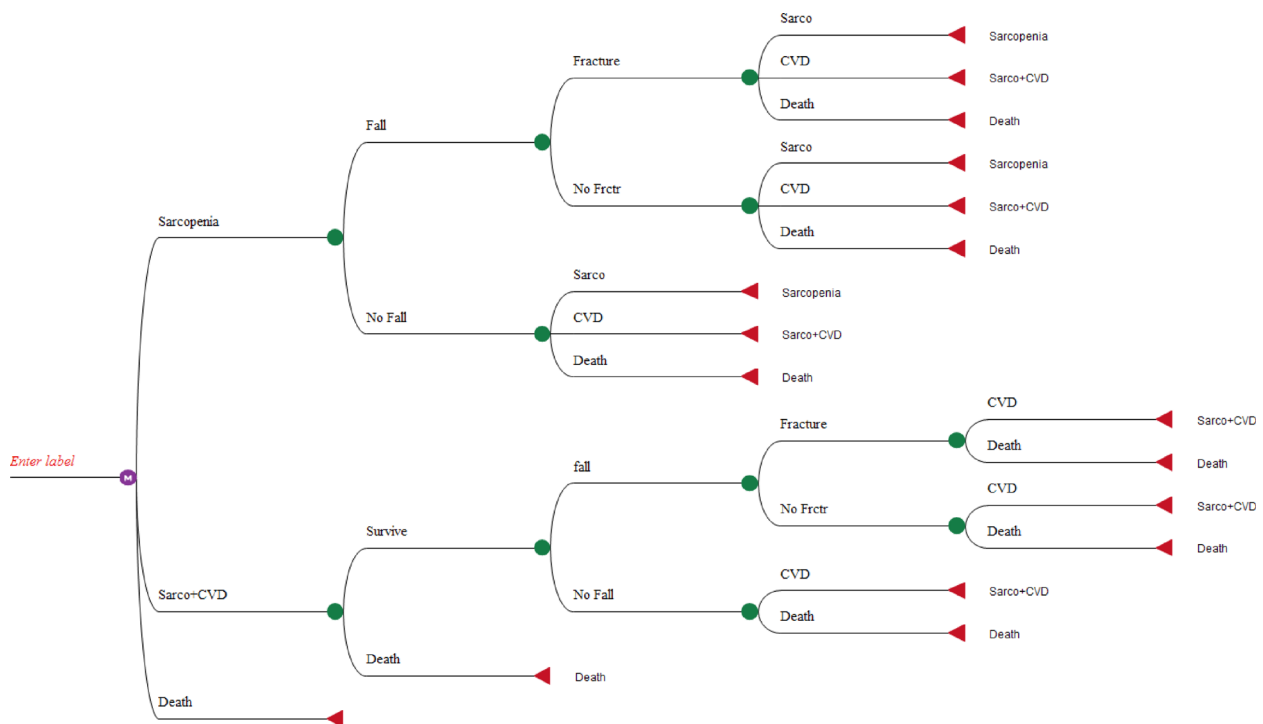 Sarco
Sarcopenia
Fracture
CVD
Sarco+CVD
Death
Death
Fall
Sarco
Sarcopenia
No Frctr
CVD
Sarco+CVD
Death
Death
Sarcopenia
Sarco
Sarcopenia
No Fall
CVD
Sarco+CVD
Death
Death
CVD
Sarco+CVD
Fracture
Death
Death
Enter label
M
fall
CVD
Sarco+CVD
No Frctr
Death
Death
Survive
CVD
Sarco+CVD
Sarco+CVD
No Fall
Death
Death
Death
Death
Death